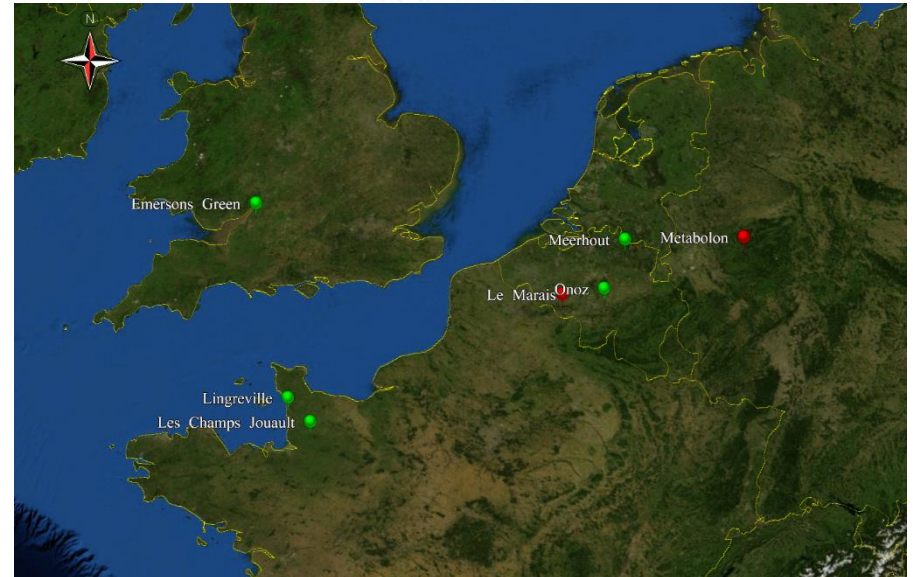 N
Emersons Green
Meerhout
Metabolon
Le Marais
Onoz
Lingreville
Les Champs Jouault